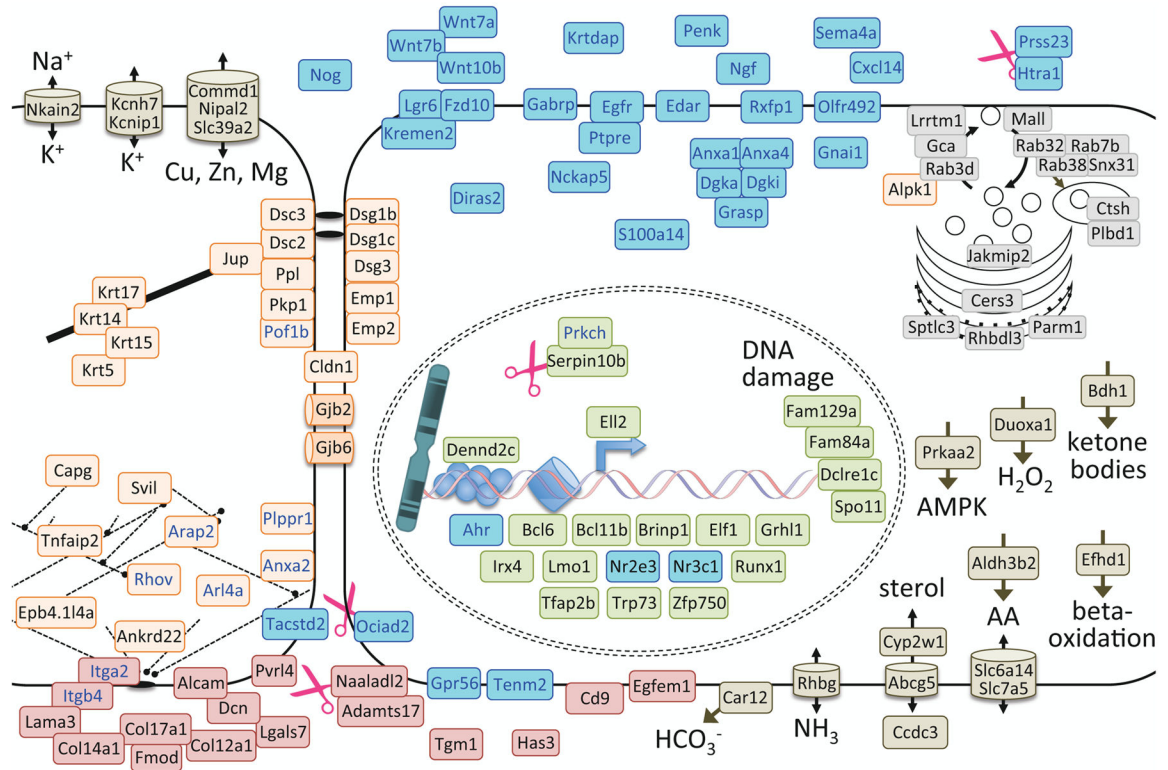 Na+
Nkain2
K+
Kcnh7
Kcnip1
K+
Commd1
Nipal2
Slc39a2
Cu, Zn, Mg
Nog
Wnt7a
Wnt7b
Wnt10b
Lgr6
Fzd10
Kremen2
Diras2
Krtdap
Gabrp
Egfr
Ptpre
Nckap5
Penk
Ngf
Edar
Rxfp1
Anxa1
Anxa4
Dgka
Dgki
Grasp
S100a14
Sema4a
Cxcl14
Olfr492
Gnai1
Prss23
Htra1
Lrrtm1
Gca
Rab3d
Alpk1
Mall
Rab32
Rab7b
Rab38
Snx31
Ctsh
Plbd1
Jakmip2
Cers3
Sptlc3
Rhbdl3
Parm1
Dsc3
Dsc2
Jup
Ppl
Pkp1
Pof1b
Dsg1b
Dsg1c
Dsg3
Emp1
Emp2
Krt17
Krt14
Krt15
Krt5
Cldn1
Gjb2
Gjb6
Prkch
Serpin10b
DNA
damage
Ell2
Dennd2c
Fam129a
Fam84a
Dclre1c
Spo11
Ahr
Bcl6
Bcl11b
Brinp1
Elf1
Grhl1
Irx4
Lmo1
Nr2e3
Nr3c1
Runx1
Tfap2b
Trp73
Zfp750
Prkaa2
AMPK
Duoxa1
H2O2
Bdh1
ketone
bodies
Capg
Svil
Tnfaip2
Arap2
Rhov
Arl4a
Epb4.1l4a
Ankrd22
Plppr1
Anxa2
Tacstd2
Ociad2
Itga2
Itgb4
Lama3
Col14a1
Col17a1
Fmod
Alcam
Dcn
Col12a1
Lgals7
Pvrl4
Naaladl2
Adamts17
Gpr56
Tenm2
Tgm1
Has3
Cd9
Egfem1
Car12
HCO3-
Rhbg
NH3
sterol
Cyp2w1
Abcg5
Ccdc3
Aldh3b2
AA
Slc6a14
Slc7a5
Efhd1
beta-
oxidation